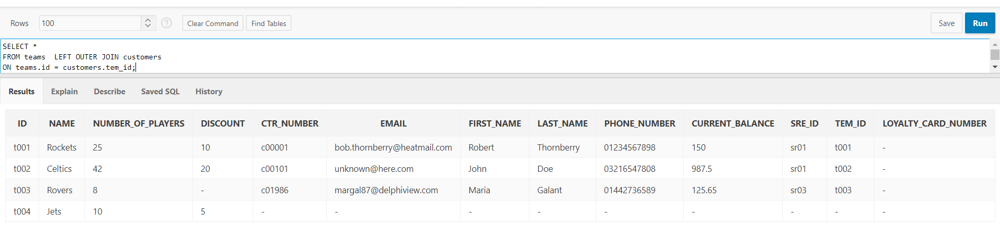 Rows 100 ? Clear Command Find Tables Save Run
SELECT *
FROM teams  LEFT OUTER JOIN customers
ON teams.id = customers.tem_id;
Results Explain Describe Saved SQL History
ID NAME NUMBER_OF_PLAYERS DISCOUNT CTR_NUMBER EMAIL FIRST_NAME LAST_NAME PHONE_NUMBER CURRENT_BALANCE SRE_ID TEM_ID LOYALTY_CARD_NUMBER
t001 Rockets 25 10 c00001 bob.thornberry@heatmail.com Robert Thornberry 01234567898 150 sr01 t001 -
t002 Celtics 42 20 c00101 unknown@here.com John Doe 03216547808 987.5 sr01 t002 -
t003 Rovers 8 - c01986 margal87@delphiview.com Maria Galant 01442736589 125.65 sr03 t003 -
t004 Jets 10 5 - - - - - - - - -